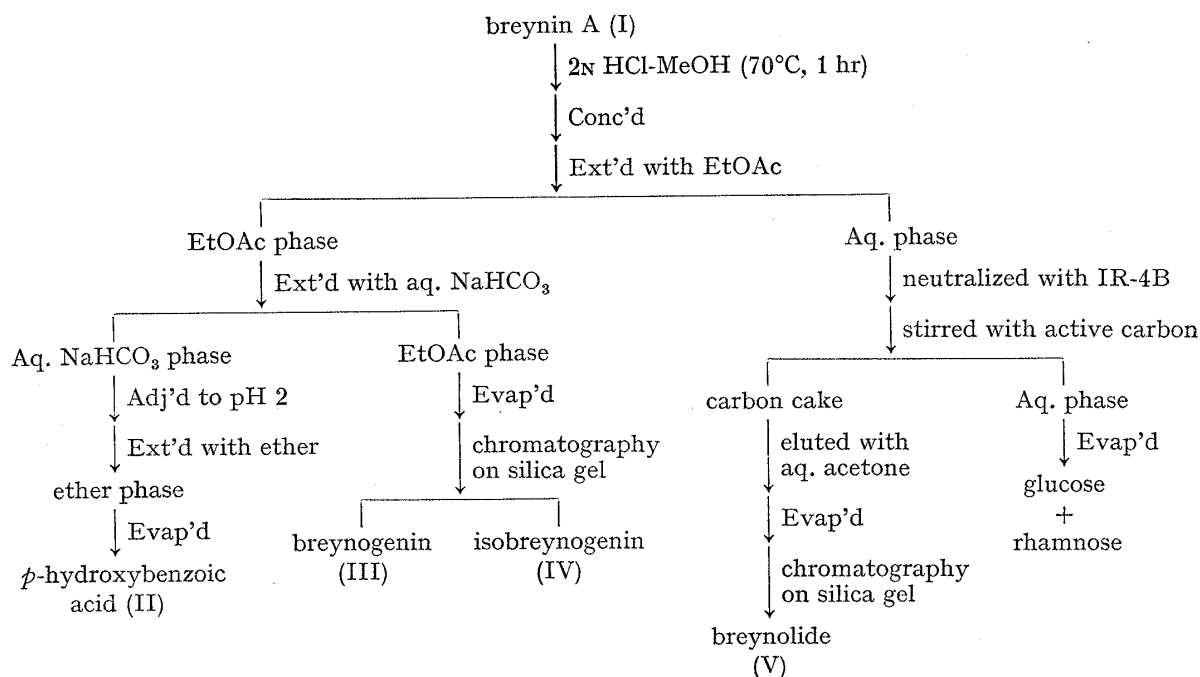 breynin A (I)
2N HCl-MeOH (70°C, 1 hr)
Conc'd
Ext'd with EtOAc
EtOAc phase
Ext'd with aq. NaHCO₃
Aq. NaHCO₃ phase
Adj'd to pH 2
Ext'd with ether
ether phase
Evap'd
p-hydroxybenzoic
acid (II)
EtOAc phase
Evap'd
chromatography
on silica gel
breynogenin
(III)
isobreynogenin
(IV)
Aq. phase
neutralized with IR-4B
stirred with active carbon
carbon cake
eluted with
aq. acetone
Evap'd
chromatography
on silica gel
breynolide
(V)
Aq. phase
Evap'd
glucose
+
rhamnose